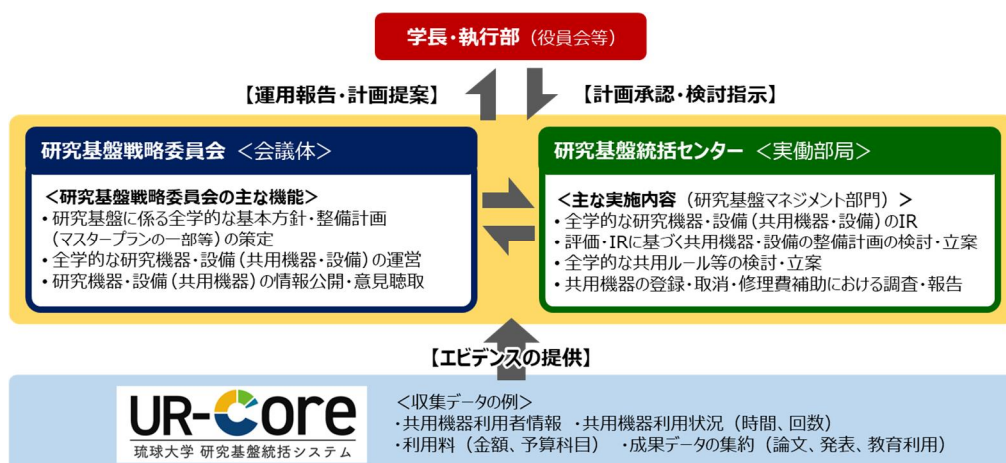 学長・執行部（役員会等）
【運用報告・計画提案】
【計画承認・検討指示】
研究基盤戦略委員会 ＜会議体＞
＜研究基盤戦略委員会の主な機能＞
・研究基盤に係る全学的な基本方針・整備計画
（マスタープランの一部等）の策定
・全学的な研究機器・設備（共用機器・設備）の運営
・研究機器・設備（共用機器）の情報公開・意見聴取
研究基盤統括センター ＜実働部局＞
＜主な実施内容（研究基盤マネジメント部門）＞
・全学的な研究機器・設備（共用機器・設備）のIR
・評価・IRに基づく共用機器・設備の整備計画の検討・立案
・全学的な共用ルール等の検討・立案
・共用機器の登録・取消・修理費補助における調査・報告
【エビデンスの提供】
UR-Core
琉球大学 研究基盤統括システム
＜収集データの例＞
・共用機器利用者情報 ・共用機器利用状況（時間、回数）
・利用料（金額、予算科目） ・成果データの集約（論文、発表、教育利用）